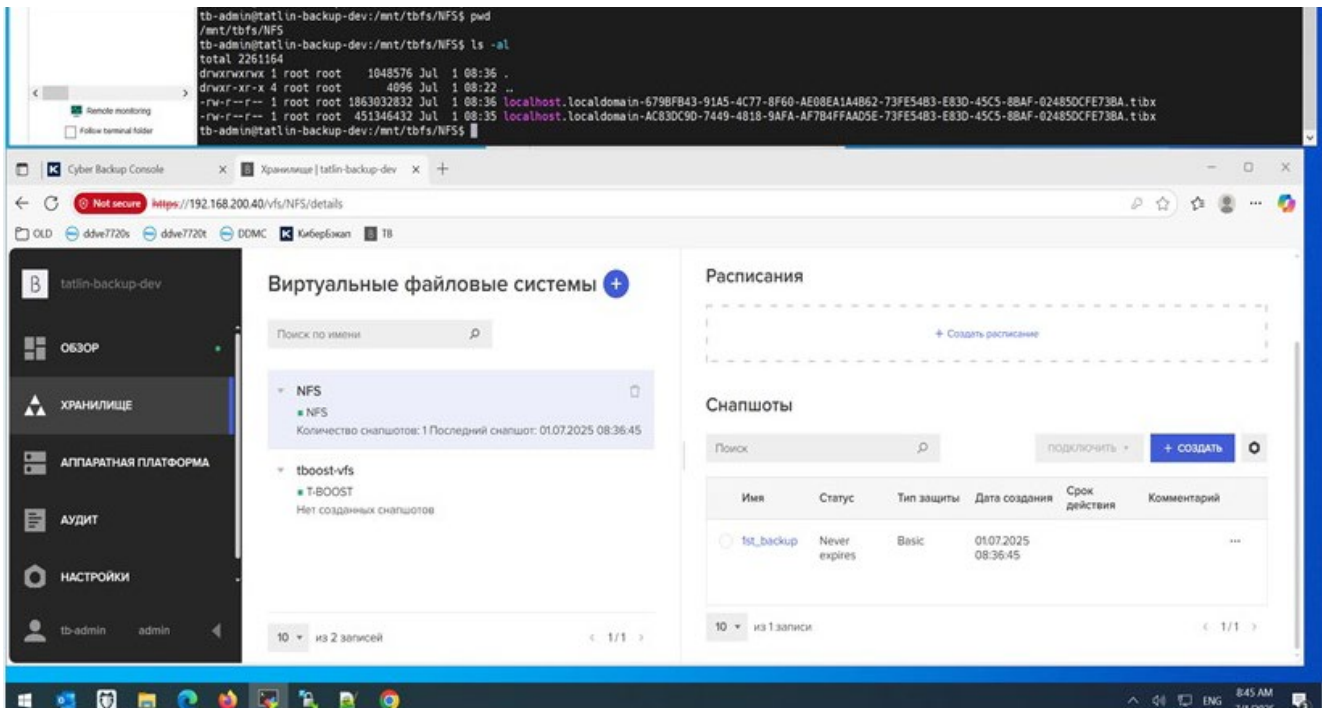 tb-admin@tatlin-backup-dev:/mnt/tbfs/NFS$ pwd
/mnt/tbfs/NFS
tb-admin@tatlin-backup-dev:/mnt/tbfs/NFS$ ls -al
total 2261164
drwxrwxrwx 1 root root 1048576 Jul 1 08:36 .
drwxr-xr-x 4 root root 4096 Jul 1 08:22 ..
-rw-r--r-- 1 root root 1863032832 Jul 1 08:36 localhost.localdomain-679BFB43-91A5-4C77-8F60-AE08EA1A4B62-73FE54B3-E83D-45C5-8BAF-02485DCFE73BA.tibx
-rw-r--r-- 1 root root 451346432 Jul 1 08:35 localhost.localdomain-AC83DC9D-7449-4818-9AFA-AF7B4FFAAD5E-73FE54B3-E83D-45C5-8BAF-02485DCFE73BA.tibx
tb-admin@tatlin-backup-dev:/mnt/tbfs/NFS$
Remote monitoring
Follow terminal folder
Cyber Backup Console
Хранилище | tatlin-backup-dev
Not secure https://192.168.200.40/vfs/NFS/details
OLD ddve7720s ddve7720t DDMC КиберБэкап TB
tatlin-backup-dev
ОБЗОР
ХРАНИЛИЩЕ
АППАРАТНАЯ ПЛАТФОРМА
АУДИТ
НАСТРОЙКИ
tb-admin admin
Виртуальные файловые системы
Поиск по имени
NFS
NFS
Количество снапшотов: 1 Последний снапшот: 01.07.2025 08:36:45
tboost-vfs
T-BOOST
Нет созданных снапшотов
10 из 2 записей 1/1
Расписания
+ Создать расписание
Снапшоты
Поиск ПОДКЛЮЧИТЬ + СОЗДАТЬ
Имя Статус Тип защиты Дата создания Срок действия Комментарий
1st_backup Never expires Basic 01.07.2025 08:36:45
10 из 1 записи 1/1
ENG 8:45 AM